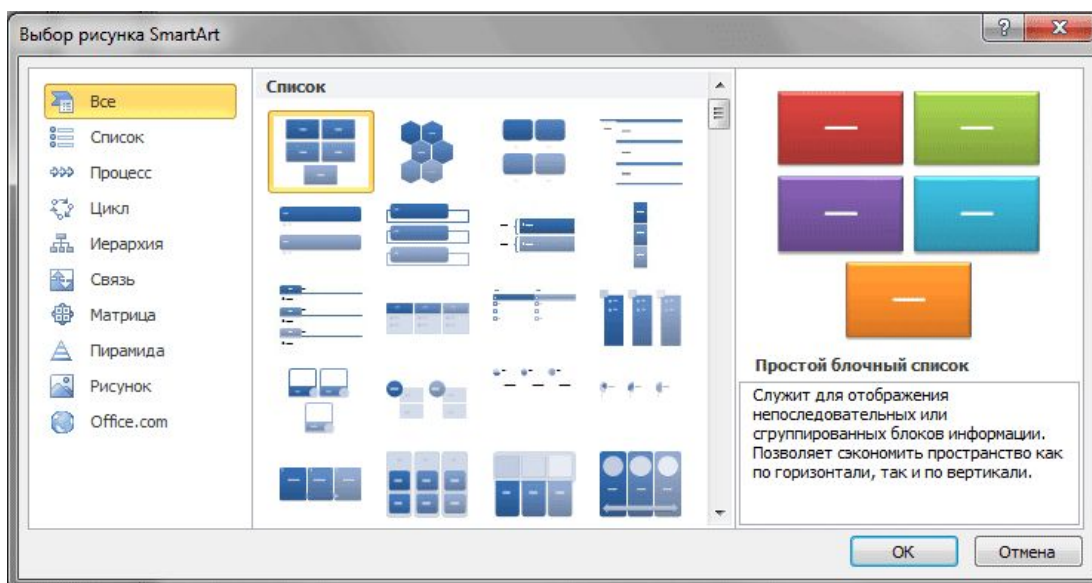 Выбор рисунка SmartArt
Все
Список
Процесс
Цикл
Иерархия
Связь
Матрица
Пирамида
Рисунок
Office.com
Список
Простой блочный список
Служит для отображения
непоследовательных или
сгруппированных блоков информации.
Позволяет сэкономить пространство как
по горизонтали, так и по вертикали.
ОК
Отмена